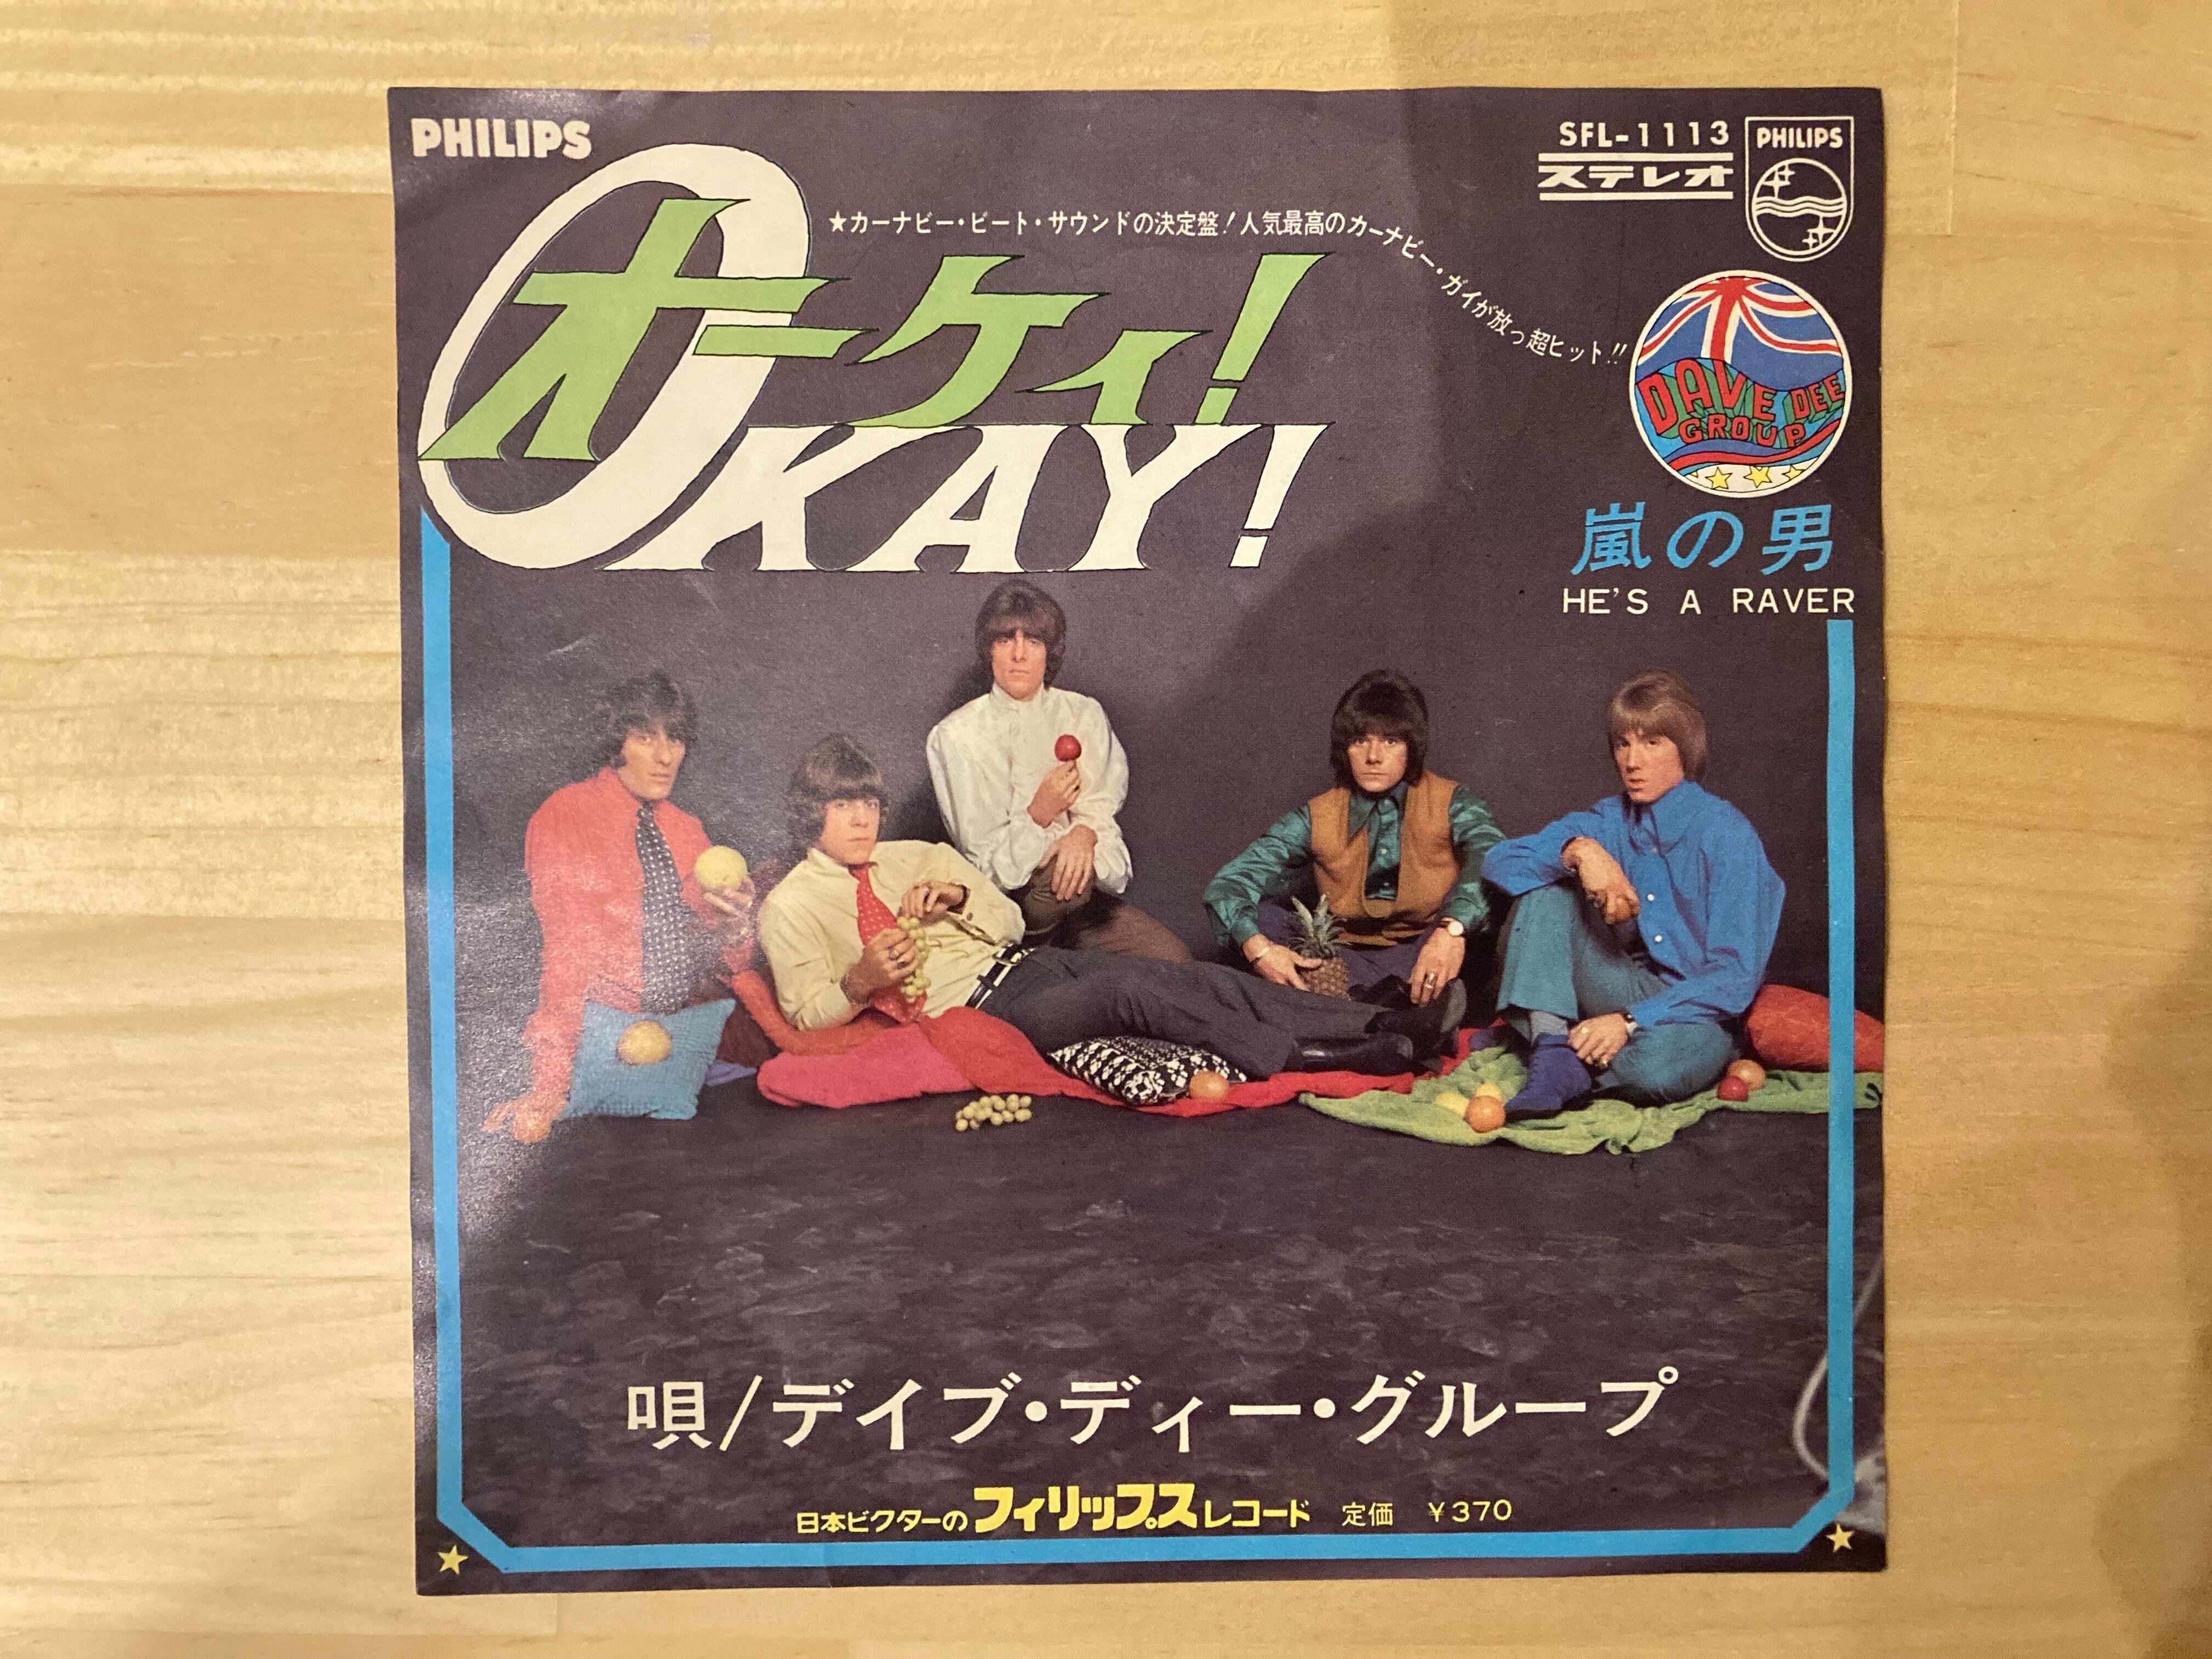 PHILIPS
SFL-1113
ステレオ
PHILIPS
★カーナビー・ビート・サウンドの決定盤！人気最高のカーナビー・ガイが放つ超ヒット!!
オーケイ！
OKAY!
DAVE DEE
GROUP
嵐の男
HE'S A RAVER
唄/デイブ・ディー・グループ
日本ビクターのフィリップスレコード 定価 ￥370